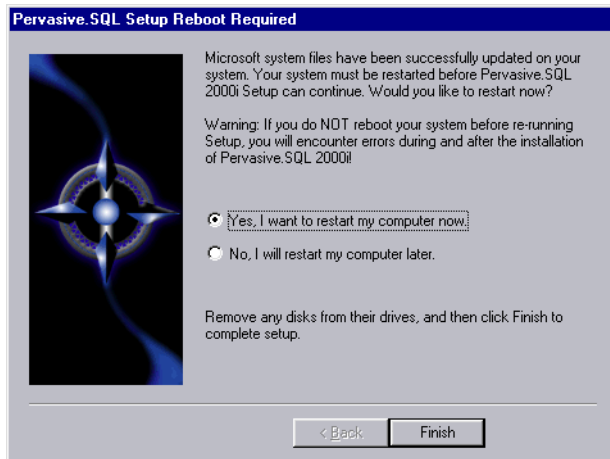 Pervasive.SQL Setup Reboot Required
Microsoft system files have been successfully updated on your
system. Your system must be restarted before Pervasive.SQL
2000i Setup can continue. Would you like to restart now?
Warning: If you do NOT reboot your system before re-running
Setup, you will encounter errors during and after the installation
of Pervasive.SQL 2000i!
Yes, I want to restart my computer now.
No, I will restart my computer later.
Remove any disks from their drives, and then click Finish to
complete setup.
< Back Finish